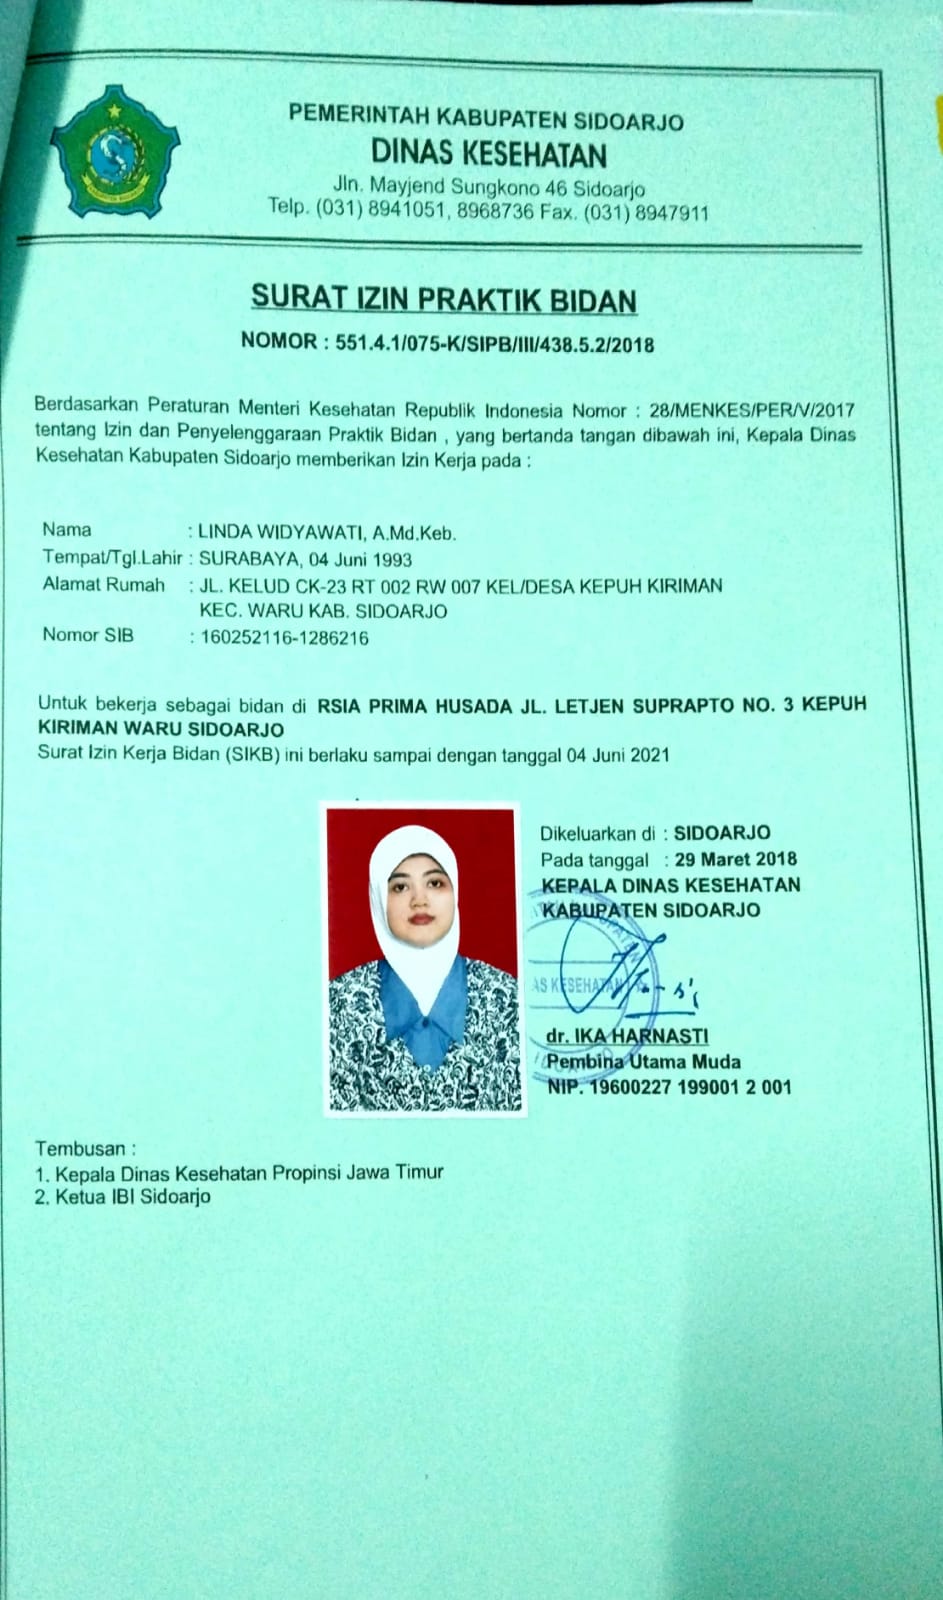 PEMERINTAH KABUPATEN SIDOARJO
DINAS KESEHATAN
Jln. Mayjend Sungkono 46 Sidoarjo
Telp. (031) 8941051, 8968736 Fax. (031) 8947911
SURAT IZIN PRAKTIK BIDAN
NOMOR : 551.4.1/075-K/SIPB/III/438.5.2/2018
Berdasarkan Peraturan Menteri Kesehatan Republik Indonesia Nomor : 28/MENKES/PER/V/2017
tentang Izin dan Penyelenggaraan Praktik Bidan , yang bertanda tangan dibawah ini, Kepala Dinas
Kesehatan Kabupaten Sidoarjo memberikan Izin Kerja pada :
Nama : LINDA WIDYAWATI, A.Md.Keb.
Tempat/Tgl.Lahir : SURABAYA, 04 Juni 1993
Alamat Rumah : JL. KELUD CK-23 RT 002 RW 007 KEL/DESA KEPUH KIRIMAN
KEC. WARU KAB. SIDOARJO
Nomor SIB : 160252116-1286216
Untuk bekerja sebagai bidan di RSIA PRIMA HUSADA JL. LETJEN SUPRAPTO NO. 3 KEPUH
KIRIMAN WARU SIDOARJO
Surat Izin Kerja Bidan (SIKB) ini berlaku sampai dengan tanggal 04 Juni 2021
Dikeluarkan di : SIDOARJO
Pada tanggal : 29 Maret 2018
KEPALA DINAS KESEHATAN
KABUPATEN SIDOARJO
AS KESEHATAN
dr. IKA HARNASTI
Pembina Utama Muda
NIP. 19600227 199001 2 001
Tembusan :
1. Kepala Dinas Kesehatan Propinsi Jawa Timur
2. Ketua IBI Sidoarjo